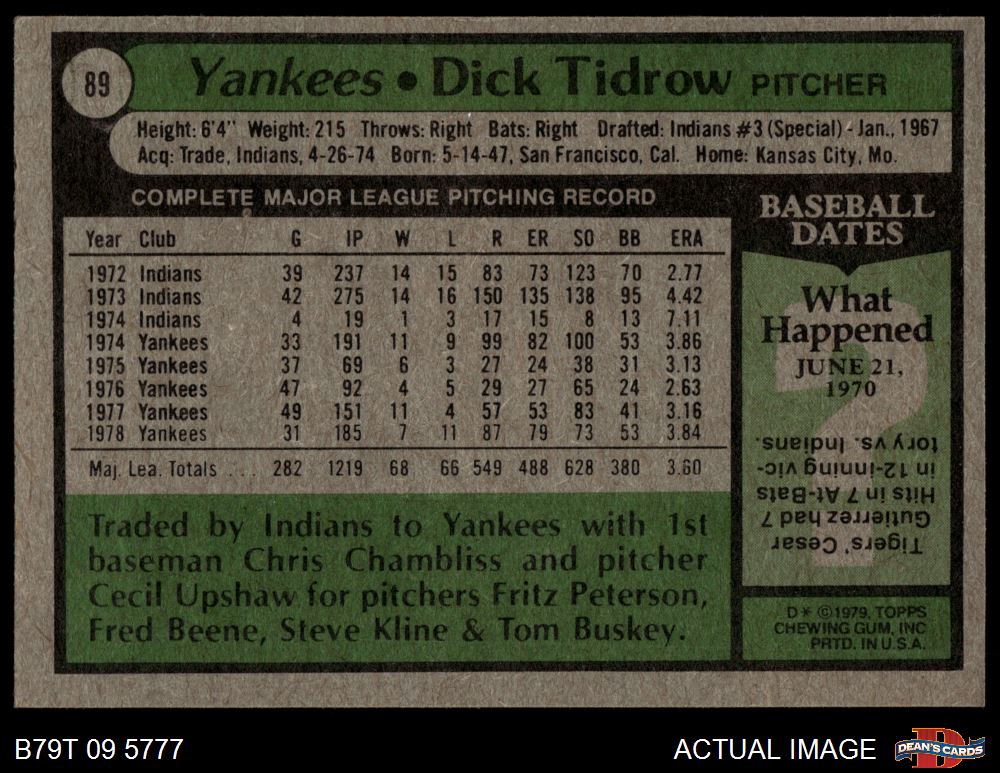 89
Yankees • Dick Tidrow PITCHER
Height: 6'4" Weight: 215 Throws: Right Bats: Right Drafted: Indians #3 (Special) - Jan., 1967
Acq: Trade, Indians, 4-26-74 Born: 5-14-47, San Francisco, Cal. Home: Kansas City, Mo.
COMPLETE MAJOR LEAGUE PITCHING RECORD
Year Club G IP W L R ER SO BB ERA
1972 Indians 39 237 14 15 83 73 123 70 2.77
1973 Indians 42 275 14 16 150 135 138 95 4.42
1974 Indians 4 19 1 3 17 15 8 13 7.11
1974 Yankees 33 191 11 9 99 82 100 53 3.86
1975 Yankees 37 69 6 3 27 24 38 31 3.13
1976 Yankees 47 92 4 5 29 27 65 24 2.63
1977 Yankees 49 151 11 4 57 53 83 41 3.16
1978 Yankees 31 185 7 11 87 79 73 53 3.84
Maj. Lea. Totals ... 282 1219 68 66 549 488 628 380 3.60
Traded by Indians to Yankees with 1st
baseman Chris Chambliss and pitcher
Cecil Upshaw for pitchers Fritz Peterson,
Fred Beene, Steve Kline & Tom Buskey.
BASEBALL
DATES
What
Happened
JUNE 21,
1970
?
Tigers' Cesar
Gutierrez had 7
Hits in 7 At-Bats
in 12-inning vic-
tory vs. Indians.
D* ©1979, TOPPS
CHEWING GUM, INC
PRTD. IN U.S.A.
B79T 09 5777
ACTUAL IMAGE
D
DEAN'S CARDS